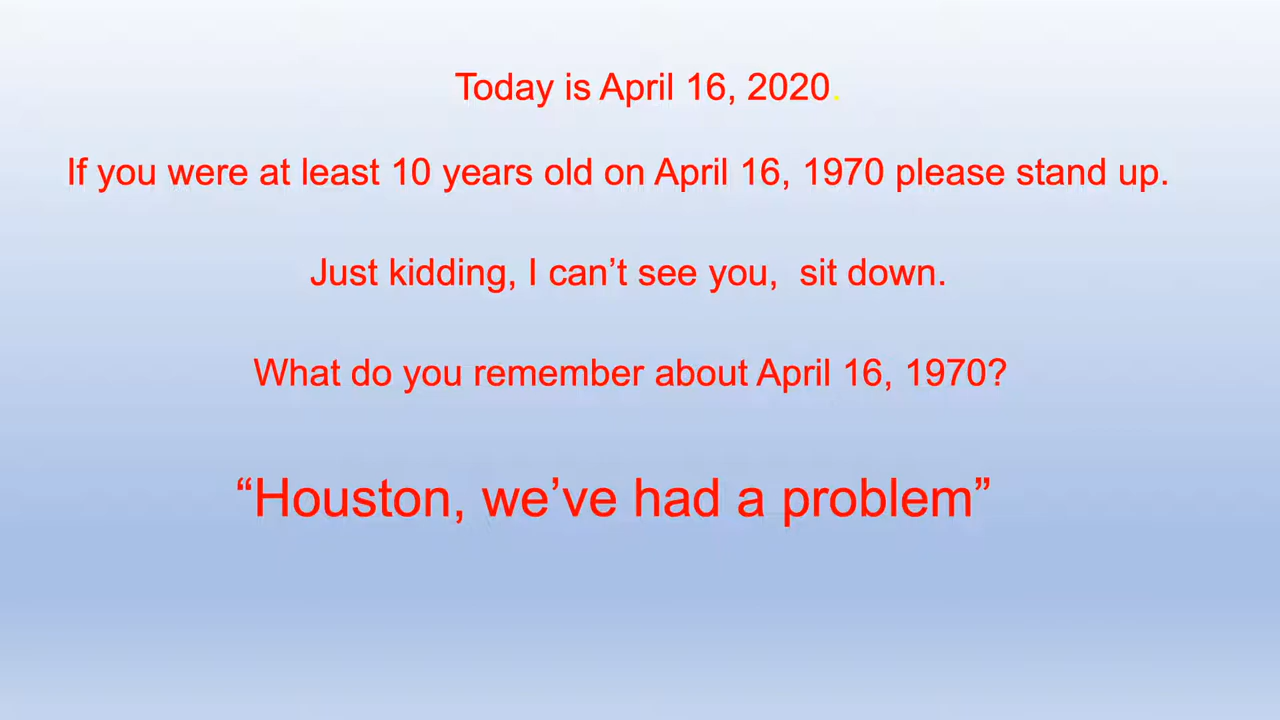 Today is April 16, 2020.
If you were at least 10 years old on April 16, 1970 please stand up.
Just kidding, I can’t see you,  sit down.
What do you remember about April 16, 1970?
“Houston, we’ve had a problem”